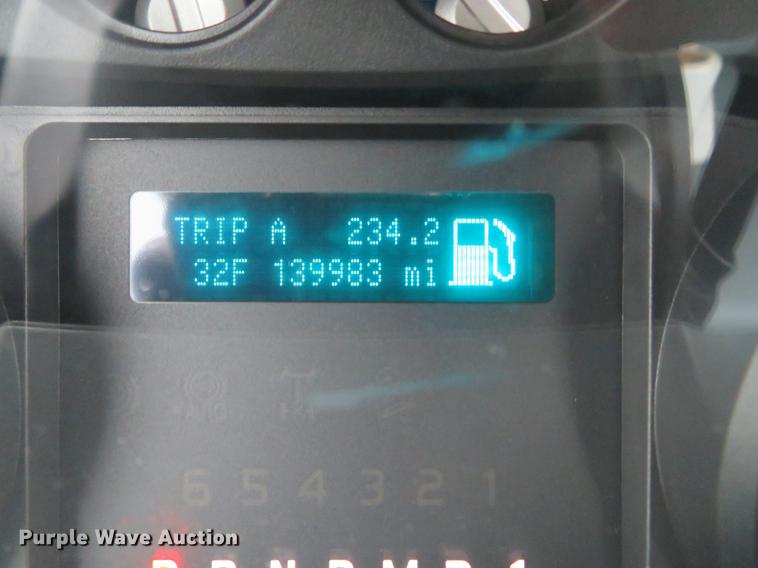 TRIP A 234.2
32F 139983 mi
6 5 4 3 2 1
Purple Wave Auction